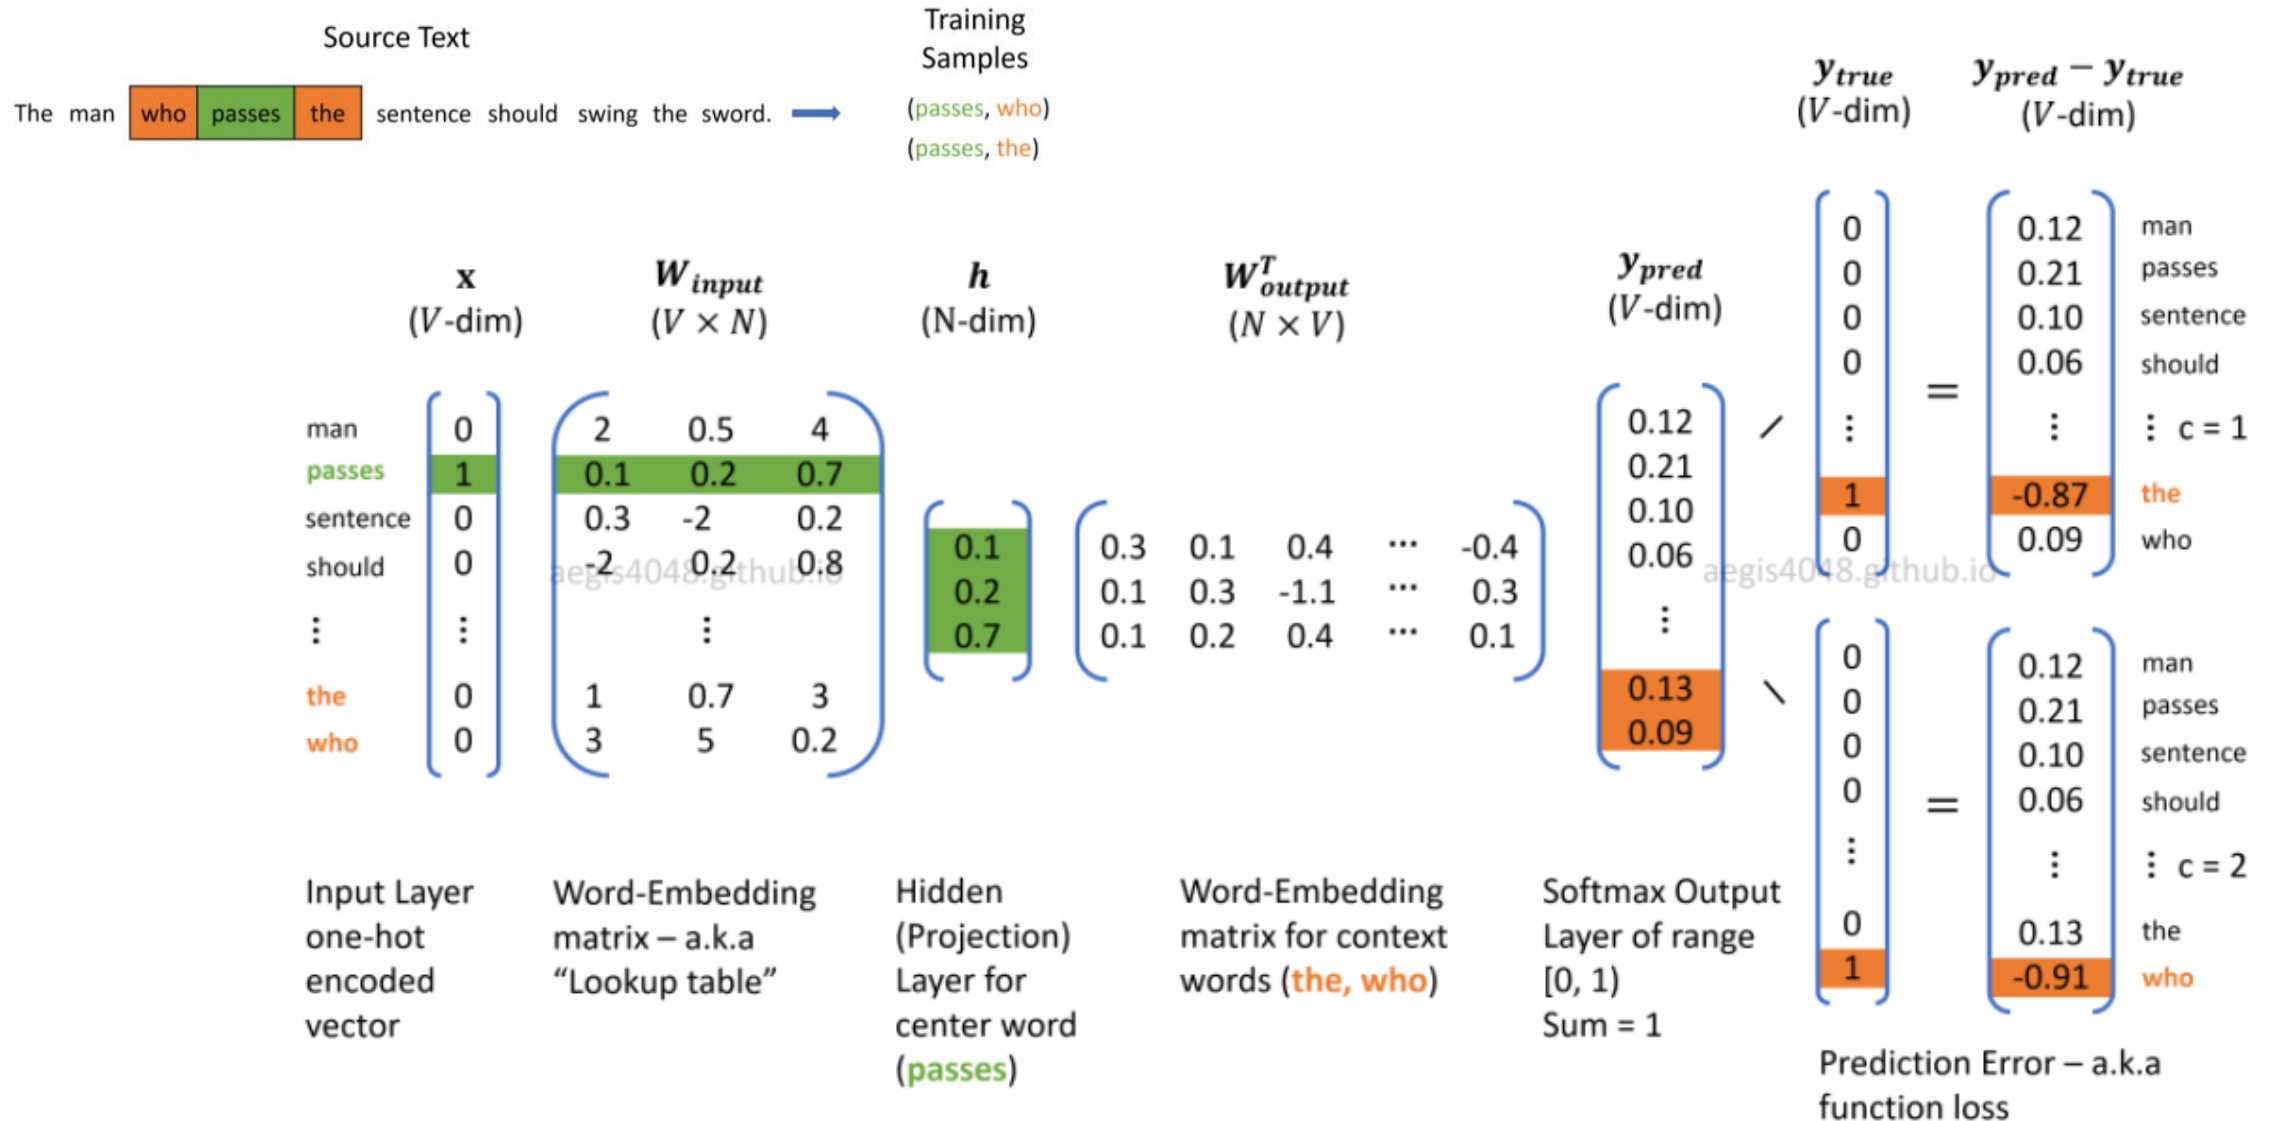 Source Text
The man who passes the sentence should swing the sword.
Training
Samples
(passes, who)
(passes, the)
x
(V-dim)
W input
(V × N)
h
(N-dim)
W^T output
(N × V)
y pred
(V-dim)
y true
(V-dim)
y pred − y true
(V-dim)
man 0 2 0.5 4
passes 1 0.1 0.2 0.7
sentence 0 0.3 -2 0.2
should 0 -2 0.2 0.8
⋮ ⋮ ⋮
the 0 1 0.7 3
who 0 3 5 0.2
aegis4048.github.io
0.1
0.2
0.7
0.3 0.1 0.4 ⋯ -0.4
0.1 0.3 -1.1 ⋯ 0.3
0.1 0.2 0.4 ⋯ 0.1
0.12
0.21
0.10
0.06
⋮
0.13
0.09
0 0.12 man
0 0.21 passes
0 = 0.10 sentence
0 0.06 should
⋮ ⋮ ⋮ c = 1
1 -0.87 the
0 0.09 who
aegis4048.github.io
0 0.12 man
0 0.21 passes
0 0.10 sentence
0 = 0.06 should
⋮ ⋮ ⋮ c = 2
0 0.13 the
1 -0.91 who
Input Layer
one-hot
encoded
vector
Word-Embedding
matrix – a.k.a
“Lookup table”
Hidden
(Projection)
Layer for
center word
(passes)
Word-Embedding
matrix for context
words (the, who)
Softmax Output
Layer of range
[0, 1)
Sum = 1
Prediction Error – a.k.a
function loss